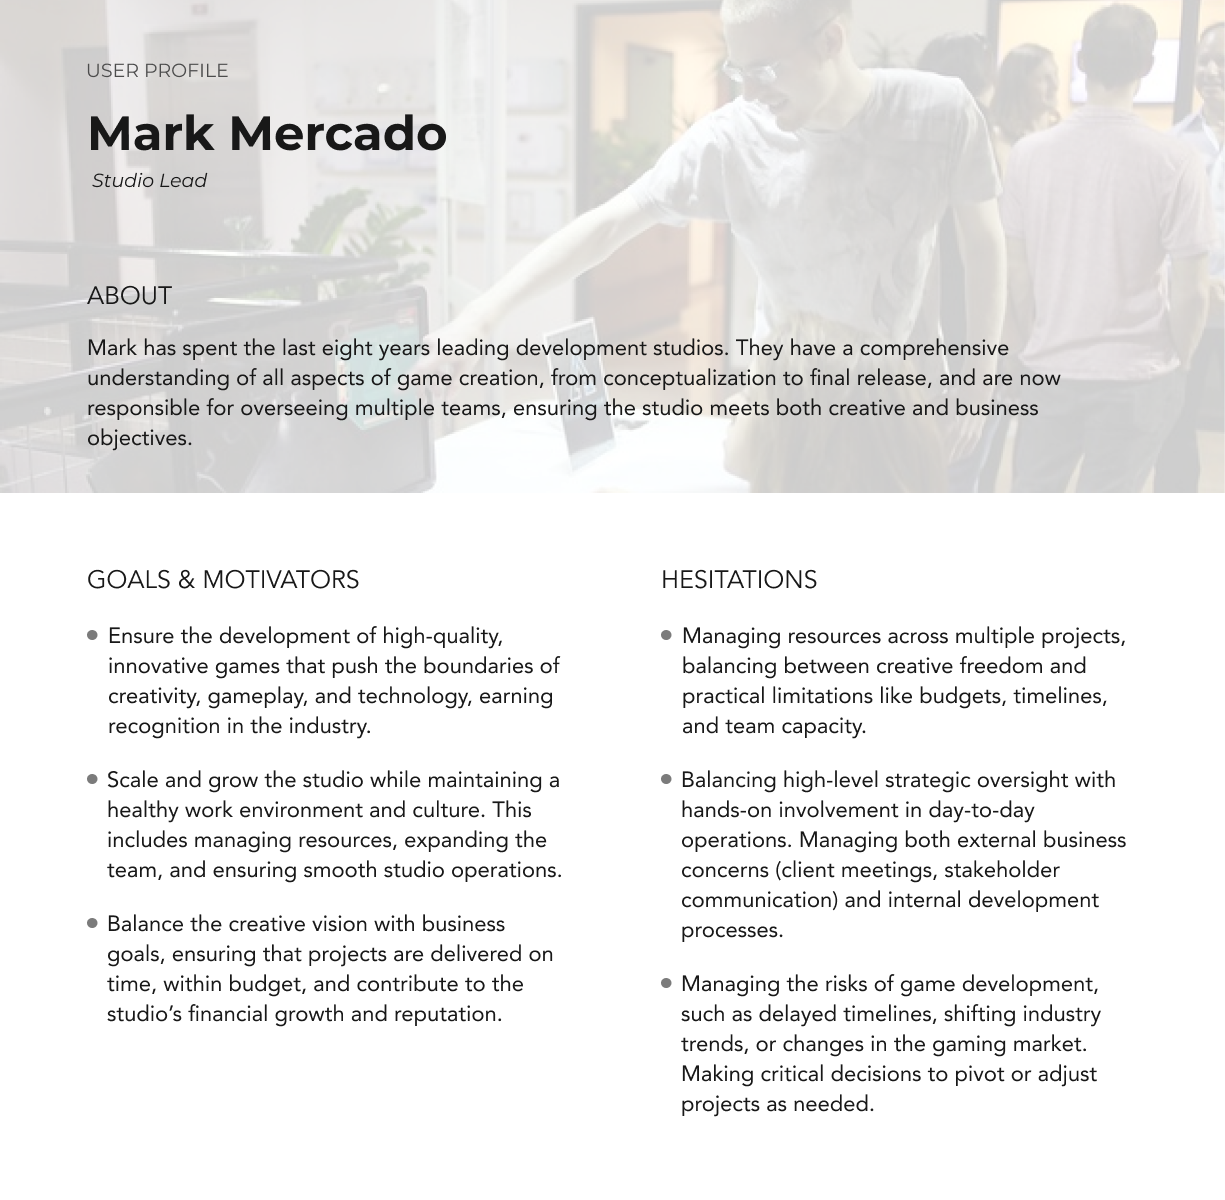 USER PROFILE
Mark Mercado
Studio Lead
ABOUT
Mark has spent the last eight years leading development studios. They have a comprehensive
understanding of all aspects of game creation, from conceptualization to final release, and are now
responsible for overseeing multiple teams, ensuring the studio meets both creative and business
objectives.
GOALS & MOTIVATORS
Ensure the development of high-quality,
innovative games that push the boundaries of
creativity, gameplay, and technology, earning
recognition in the industry.
Scale and grow the studio while maintaining a
healthy work environment and culture. This
includes managing resources, expanding the
team, and ensuring smooth studio operations.
Balance the creative vision with business
goals, ensuring that projects are delivered on
time, within budget, and contribute to the
studio’s financial growth and reputation.
HESITATIONS
Managing resources across multiple projects,
balancing between creative freedom and
practical limitations like budgets, timelines,
and team capacity.
Balancing high-level strategic oversight with
hands-on involvement in day-to-day
operations. Managing both external business
concerns (client meetings, stakeholder
communication) and internal development
processes.
Managing the risks of game development,
such as delayed timelines, shifting industry
trends, or changes in the gaming market.
Making critical decisions to pivot or adjust
projects as needed.